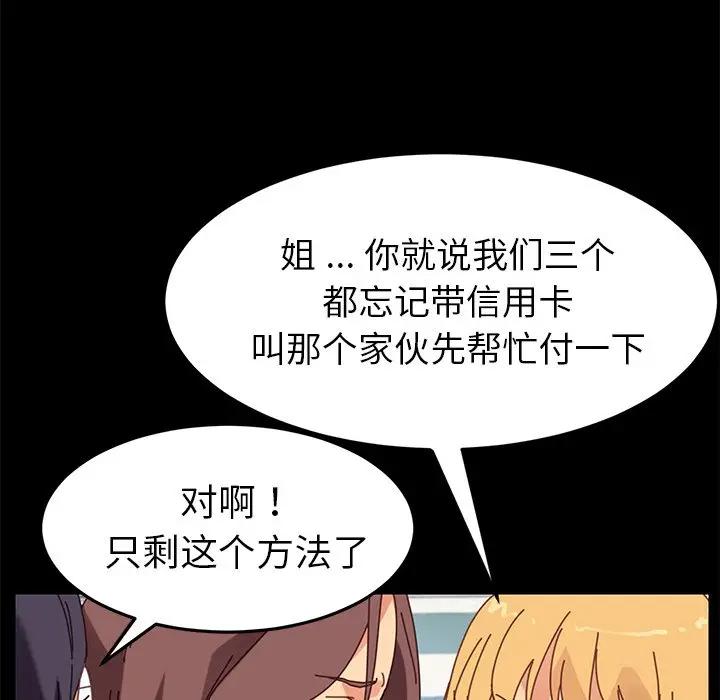 姐 ... 你就说我们三个
都忘记带信用卡
叫那个家伙先帮忙付一下
对啊！
只剩这个方法了